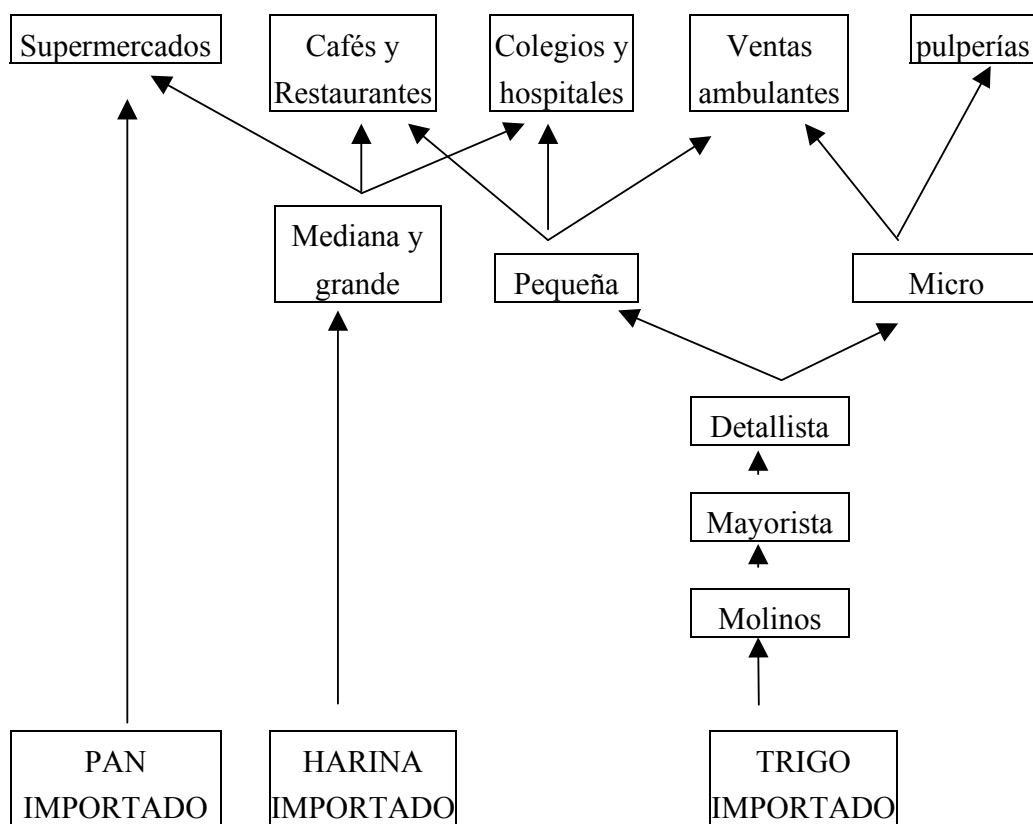 Supermercados
Cafés y
Restaurantes
Colegios y
hospitales
Ventas
ambulantes
pulperías
Mediana y
grande
Pequeña
Micro
Detallista
Mayorista
Molinos
PAN
IMPORTADO
HARINA
IMPORTADO
TRIGO
IMPORTADO